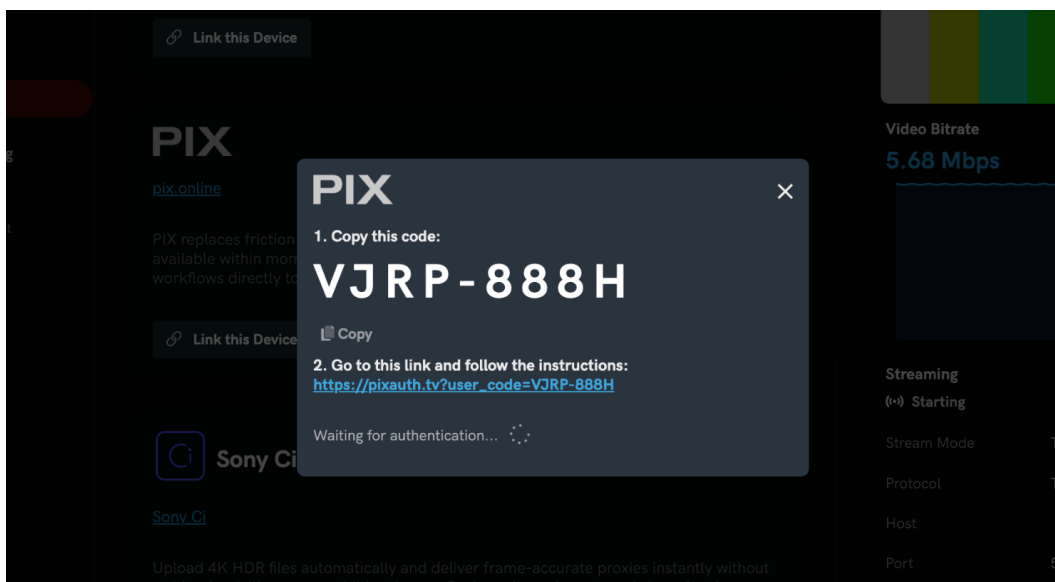 Link this Device
PIX
pix.online
PIX replaces friction
available within mom
workflows directly to
Link this Device
Ci
Sony Ci
Sony Ci
Upload 4K HDR files automatically and deliver frame-accurate proxies instantly without
PIX
1. Copy this code:
VJRP-888H
Copy
2. Go to this link and follow the instructions:
https://pixauth.tv?user_code=VJRP-888H
Waiting for authentication...
Video Bitrate
5.68 Mbps
Streaming
Starting
Stream Mode
Protocol
Host
Port